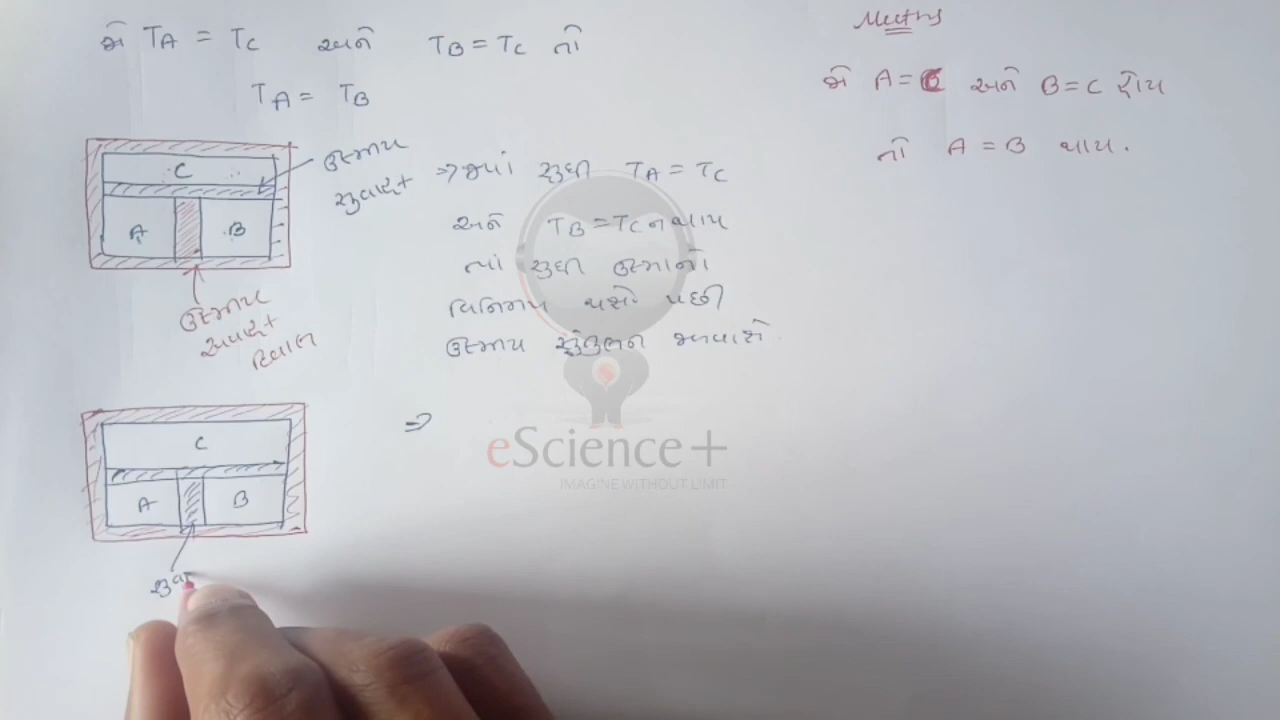 જો TA = TC અને TB = TC તો
TA = TB
Meths
જો A = C અને B = C હોય
તો A = B થાય.
C
A
B
ઉષ્માય
સુવાહક
ઉષ્માય
અવાહક
દિવાલ
⇒ જ્યાં સુધી TA = TC
અને TB = TC ન થાય
ત્યાં સુધી ઉષ્માનો
વિનિમય થશે પછી
ઉષ્માય સંતુલન જળવાશે.
C
A
B
⇒
સુવા
eScience+
IMAGINE WITHOUT LIMIT